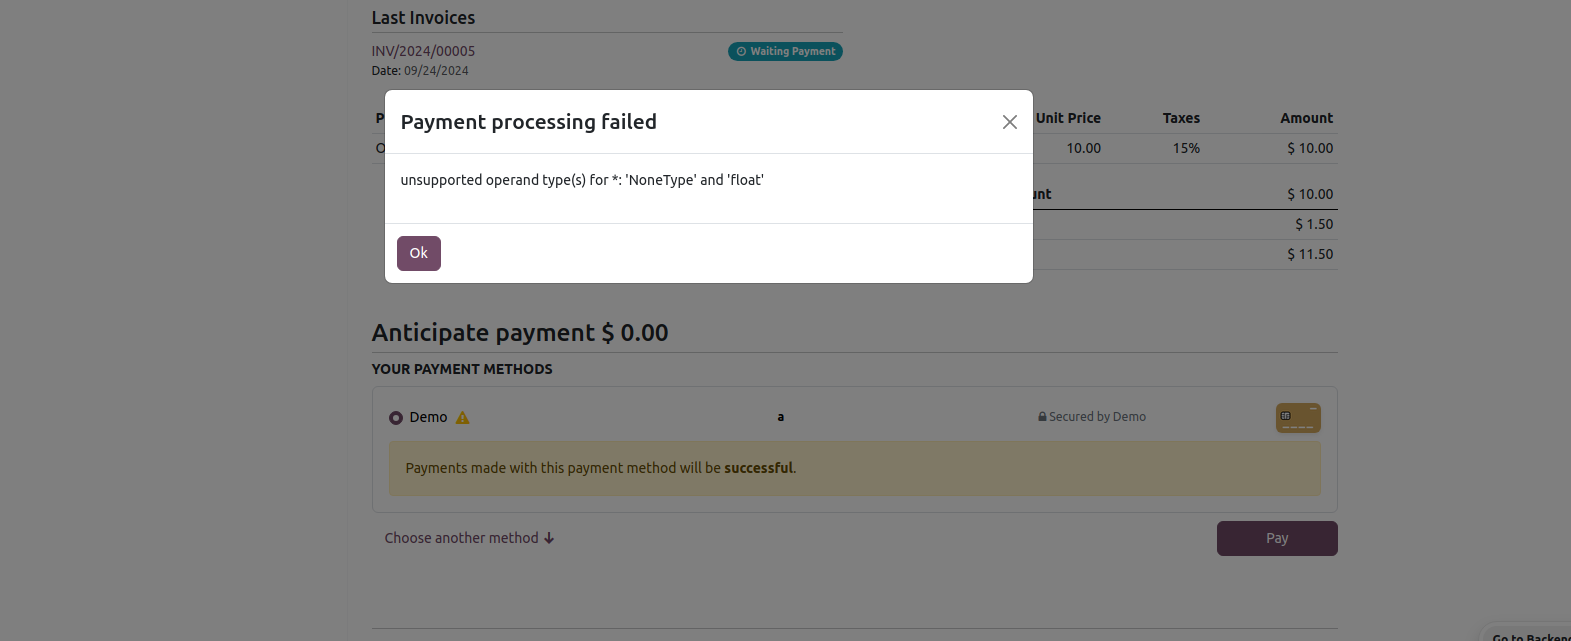 Last Invoices
INV/2024/00005
Waiting Payment
Date: 09/24/2024
Payment processing failed
P
Unit Price Taxes Amount
O
10.00 15% $ 10.00
unsupported operand type(s) for *: 'NoneType' and 'float'
unt $ 10.00
$ 1.50
Ok
$ 11.50
Anticipate payment $ 0.00
YOUR PAYMENT METHODS
Demo a Secured by Demo
Payments made with this payment method will be successful.
Choose another method
Pay
Go to Backend